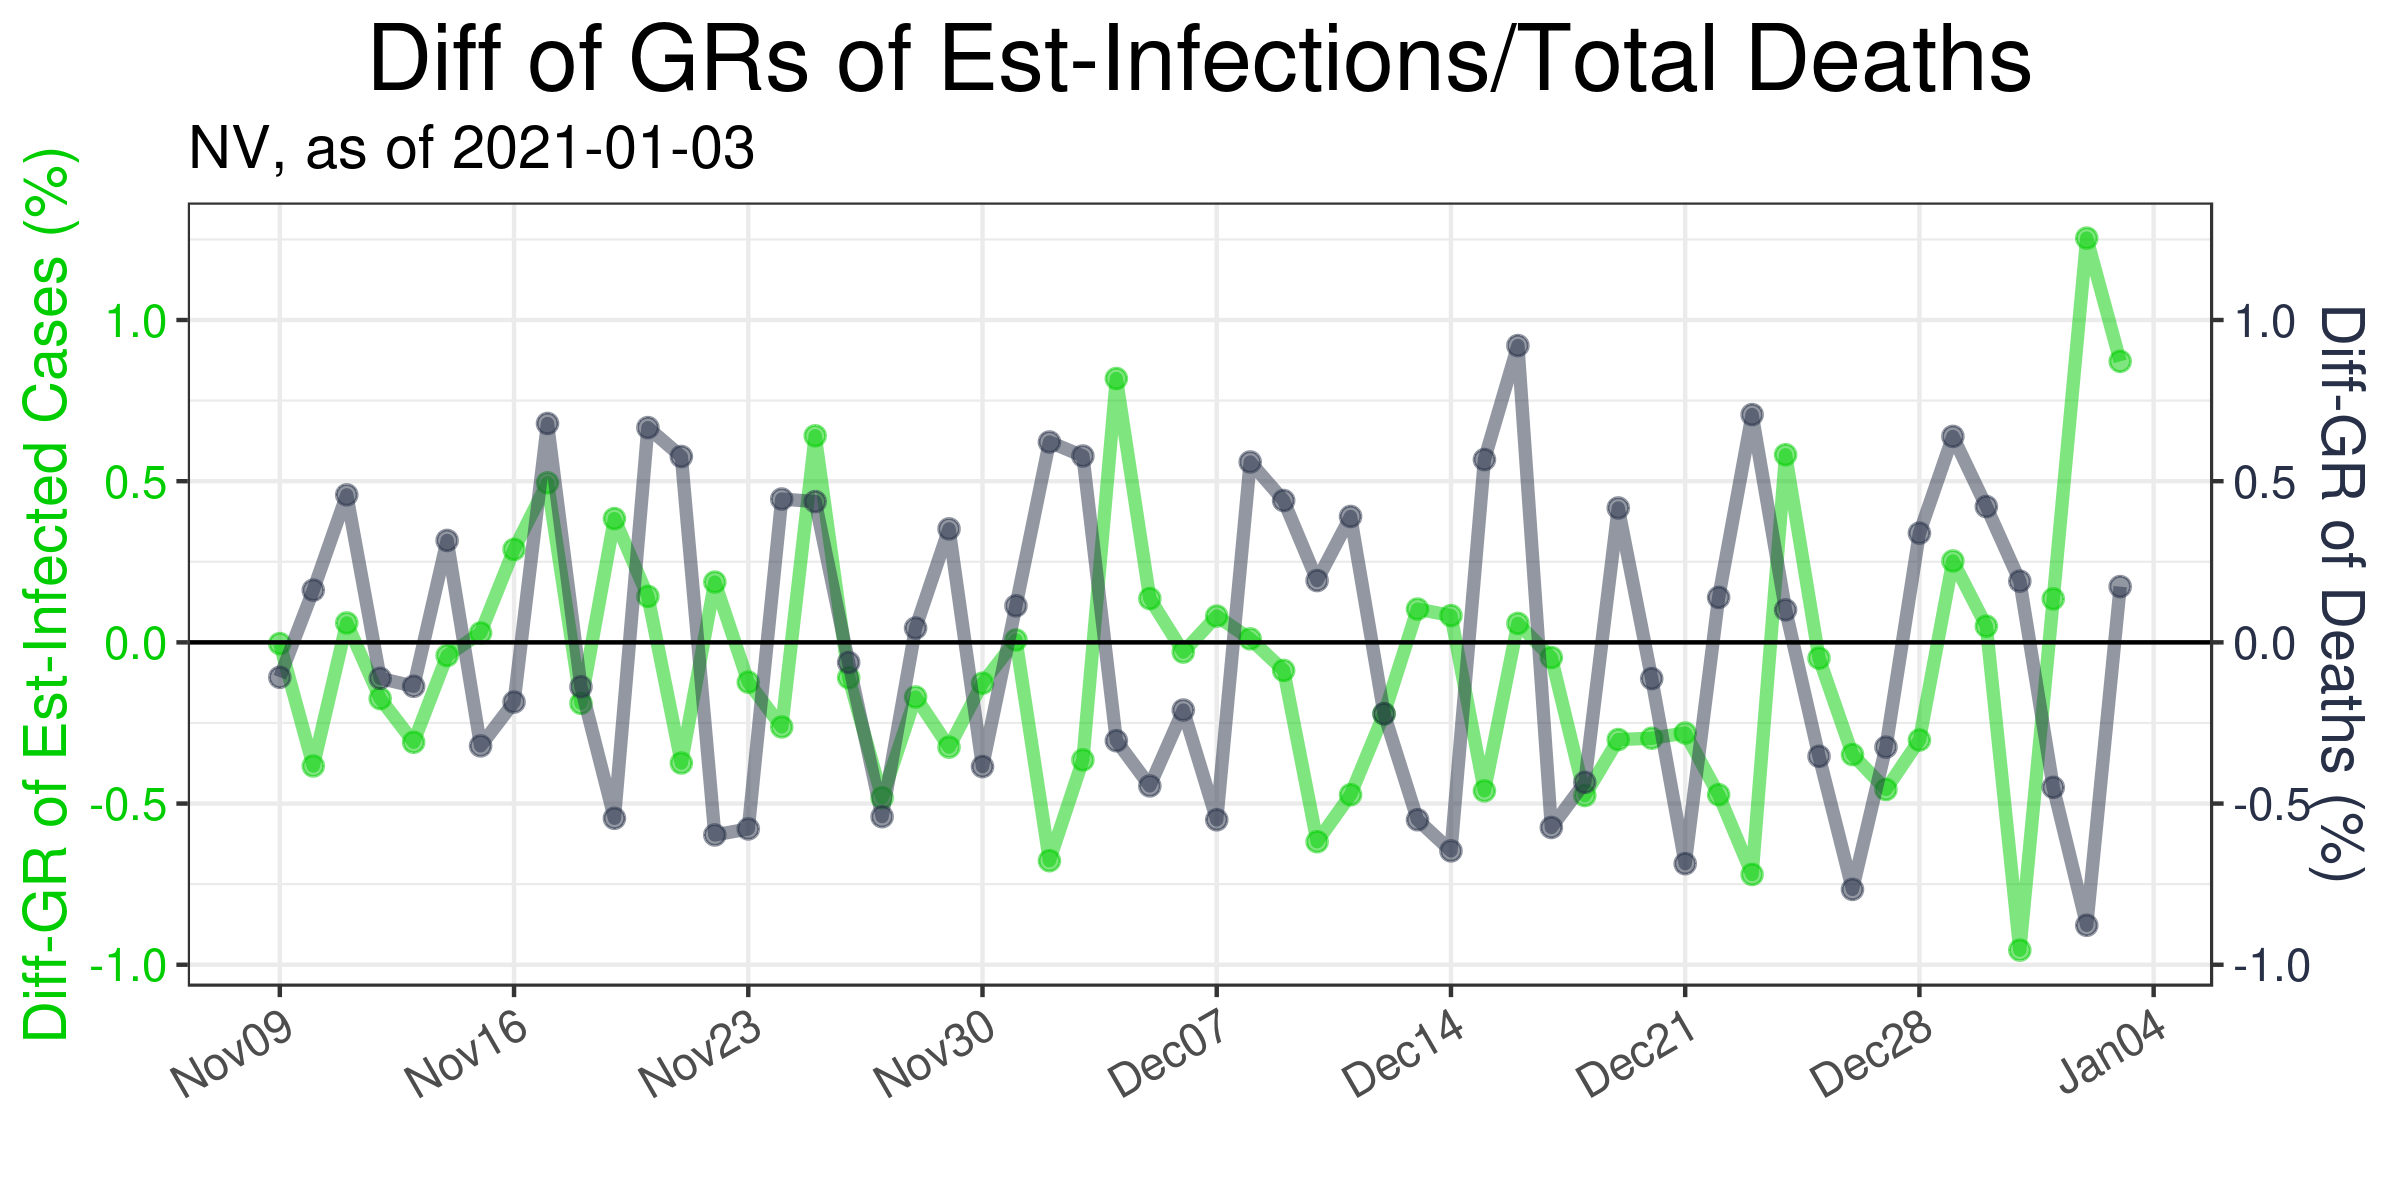 Diff of GRs of Est-Infections/Total Deaths
NV, as of 2021-01-03
Diff-GR of Est-Infected Cases (%)
1.0
0.5
0.0
-0.5
-1.0
1.0
0.5
0.0
-0.5
-1.0
Diff-GR of Deaths (%)
Nov09
Nov16
Nov23
Nov30
Dec07
Dec14
Dec21
Dec28
Jan04